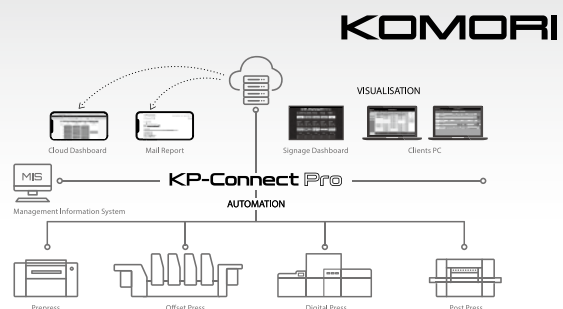 KOMORI
VISUALISATION
Cloud Dashboard
Mail Report
Signage Dashboard
Clients PC
MIS
KP-Connect Pro
Management Information System
AUTOMATION
Prepress
Offset Press
Digital Press
Post Press